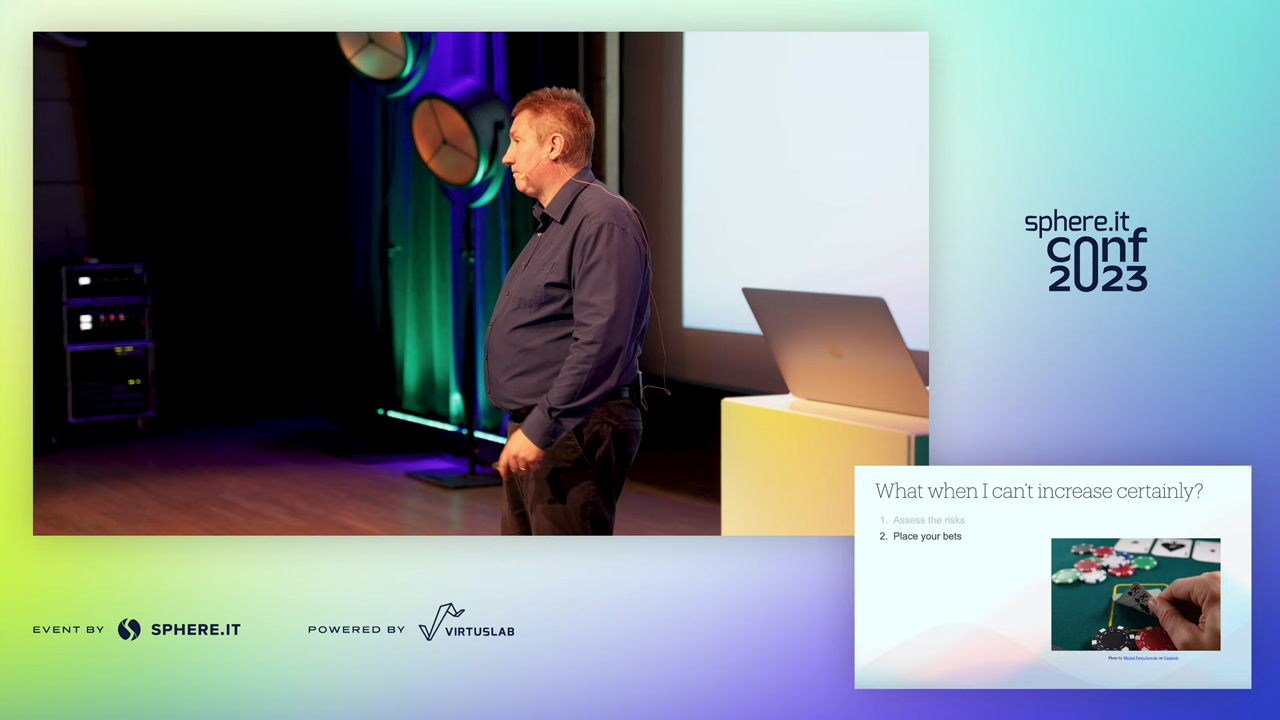 sphere.it
conf
2023
What when I can't increase certainly?
1. Assess the risks
2. Place your bets
EVENT BY SPHERE.IT
POWERED BY VIRTUSLAB